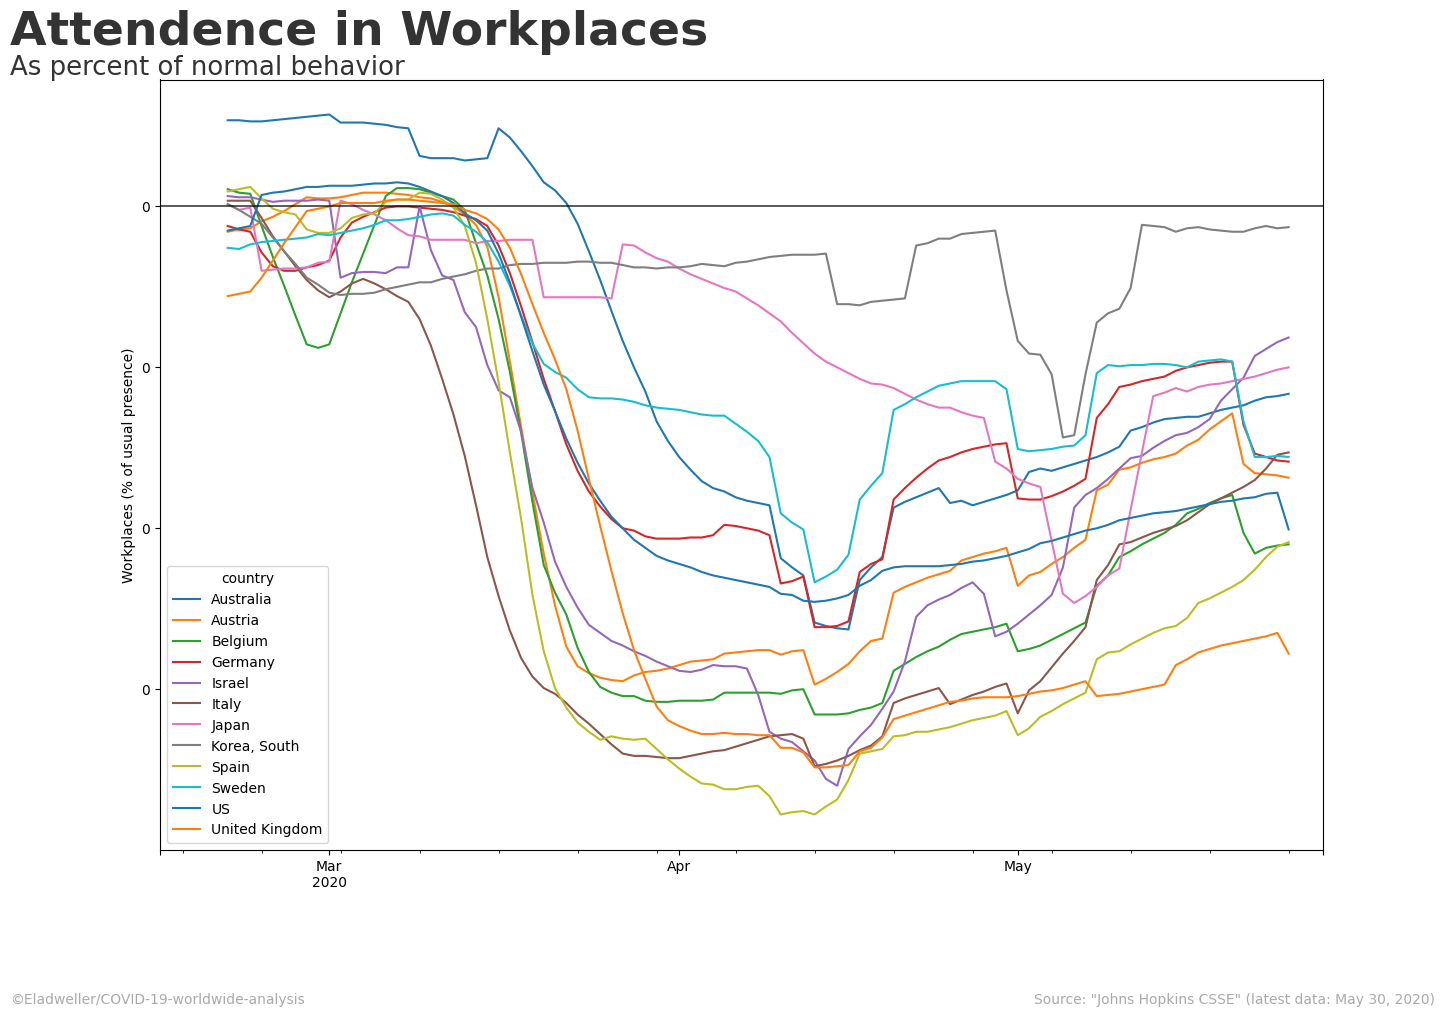 Attendence in Workplaces
As percent of normal behavior
0
0
0
0
Workplaces (% of usual presence)
country
Australia
Austria
Belgium
Germany
Israel
Italy
Japan
Korea, South
Spain
Sweden
US
United Kingdom
Mar
2020
Apr
May
©Eladweller/COVID-19-worldwide-analysis
Source: "Johns Hopkins CSSE" (latest data: May 30, 2020)